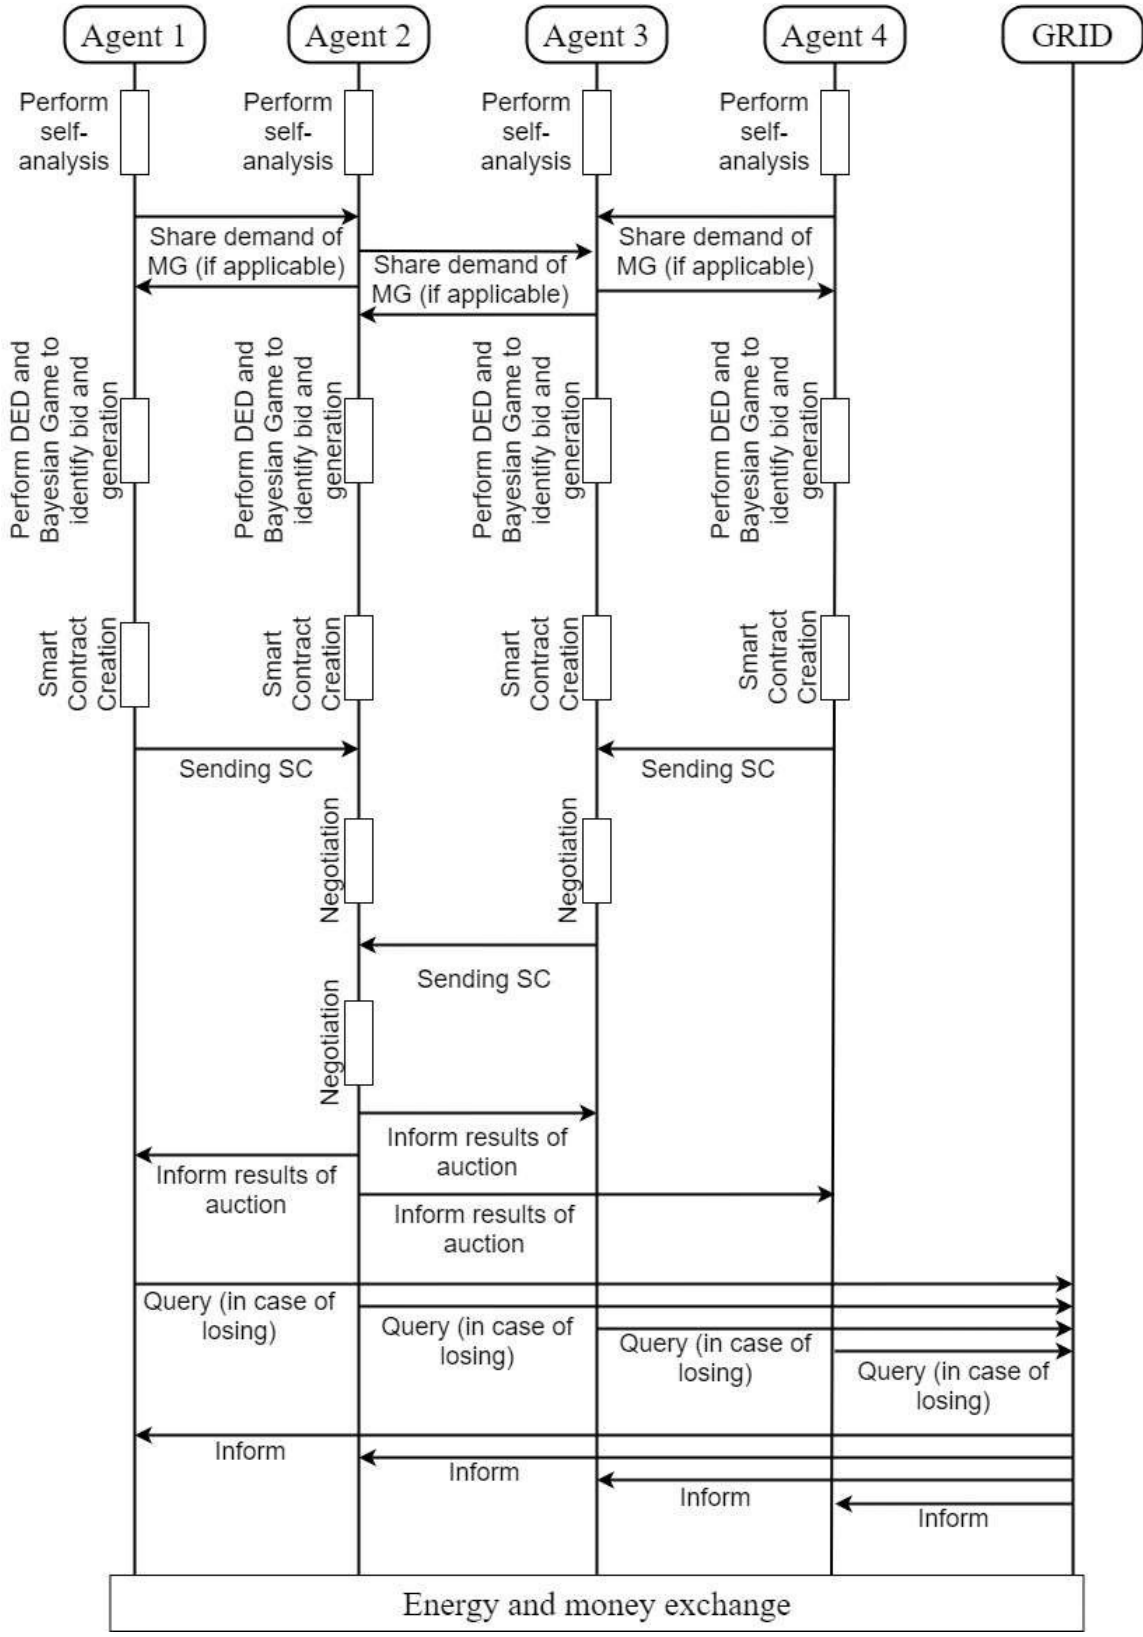 Agent 1
Agent 2
Agent 3
Agent 4
GRID
Perform
self-
analysis
Perform
self-
analysis
Perform
self-
analysis
Perform
self-
analysis
Share demand of
MG (if applicable)
Share demand of
MG (if applicable)
Share demand of
MG (if applicable)
Perform DED and
Bayesian Game to
identify bid and
generation
Perform DED and
Bayesian Game to
identify bid and
generation
Perform DED and
Bayesian Game to
identify bid and
generation
Perform DED and
Bayesian Game to
identify bid and
generation
Smart
Contract
Creation
Smart
Contract
Creation
Smart
Contract
Creation
Smart
Contract
Creation
Sending SC
Sending SC
Negotiation
Negotiation
Sending SC
Negotiation
Inform results of
auction
Inform results of
auction
Inform results of
auction
Query (in case of
losing)
Query (in case of
losing)
Query (in case of
losing)
Query (in case of
losing)
Inform
Inform
Inform
Inform
Energy and money exchange